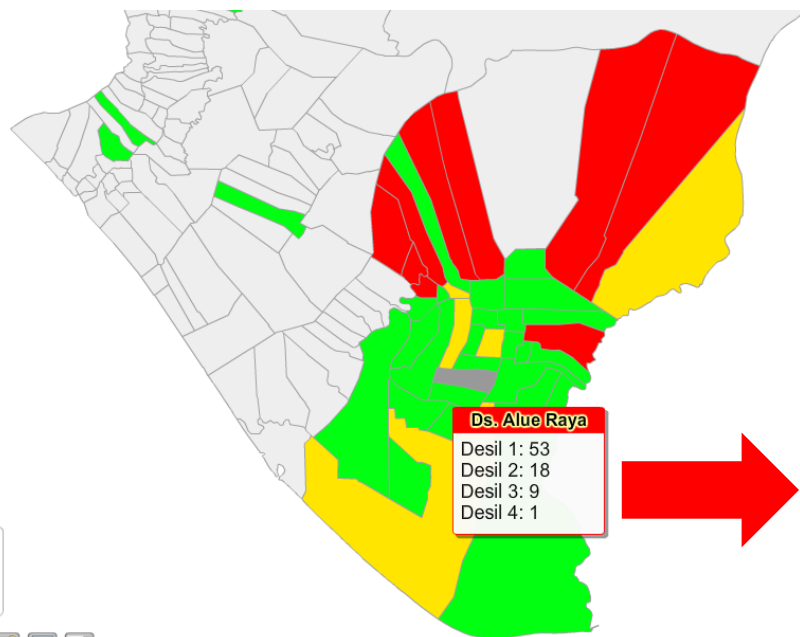 Ds. Alue Raya
Desil 1: 53
Desil 2: 18
Desil 3: 9
Desil 4: 1